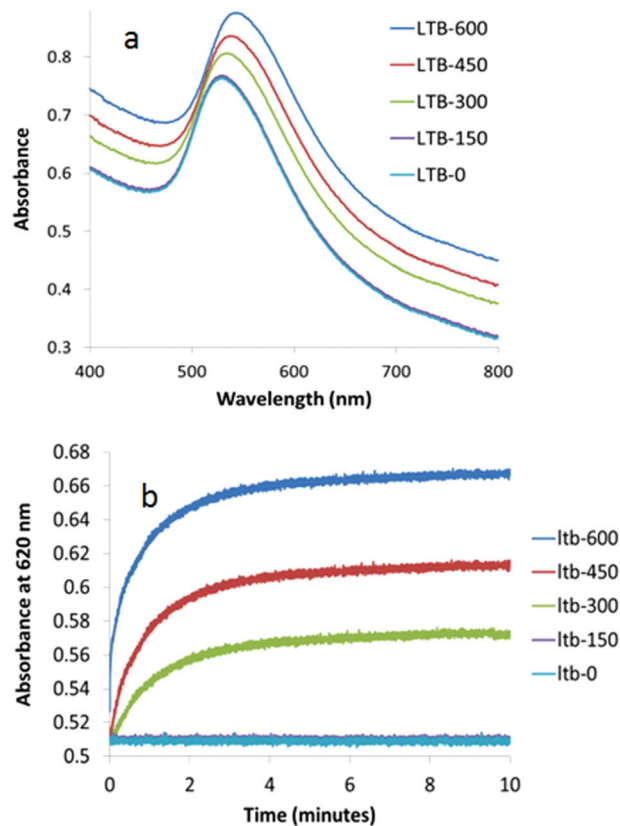 a
LTB-600
LTB-450
LTB-300
LTB-150
LTB-0
Absorbance
0.8
0.7
0.6
0.5
0.4
0.3
400 500 600 700 800
Wavelength (nm)
b
ltb-600
ltb-450
ltb-300
ltb-150
ltb-0
Absorbance at 620 nm
0.68
0.66
0.64
0.62
0.6
0.58
0.56
0.54
0.52
0.5
0 2 4 6 8 10
Time (minutes)